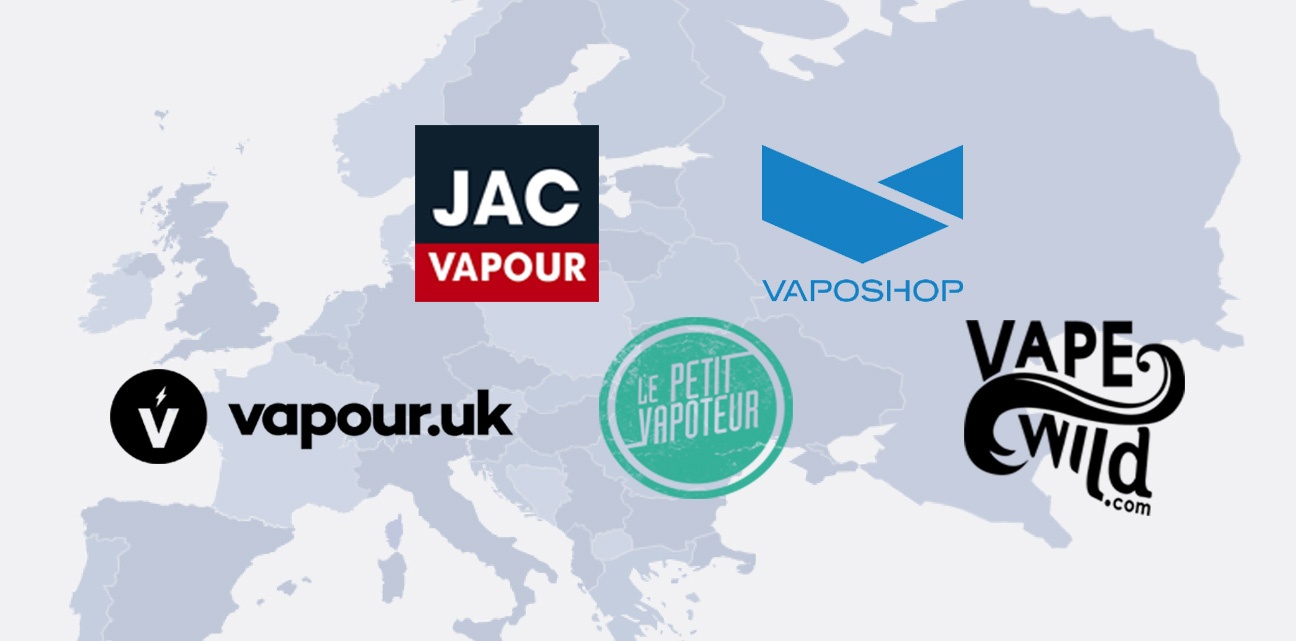 JAC
VAPOUR
VAPOSHOP
V
vapour.uk
LE PETIT
VAPOTEUR
VAPE
Wild
.com